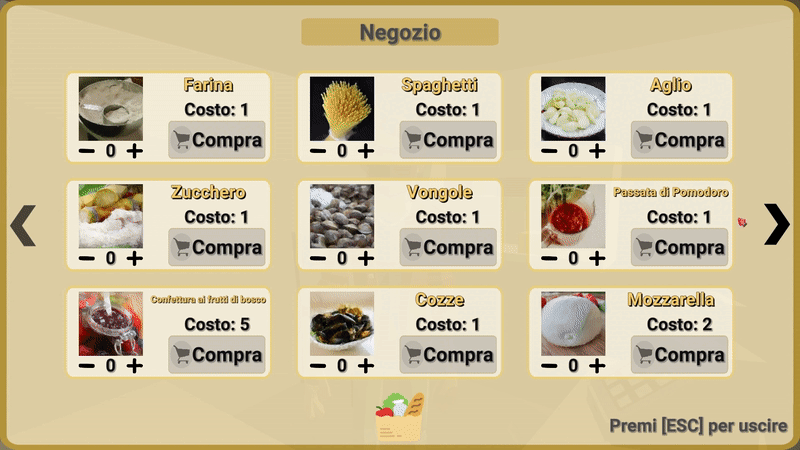 Negozio
Farina
Costo: 1
Compra
- 0 +
Spaghetti
Costo: 1
Compra
- 0 +
Aglio
Costo: 1
Compra
- 0 +
Zucchero
Costo: 1
Compra
- 0 +
Vongole
Costo: 1
Compra
- 0 +
Passata di Pomodoro
Costo: 1
Compra
- 0 +
Confettura ai frutti di bosco
Costo: 5
Compra
- 0 +
Cozze
Costo: 1
Compra
- 0 +
Mozzarella
Costo: 2
Compra
- 0 +
Premi [ESC] per uscire